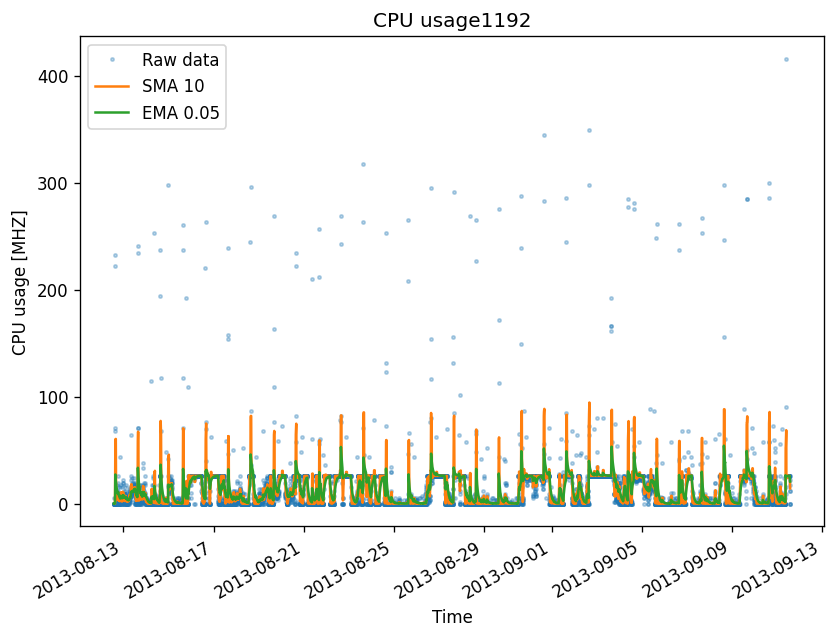 CPU usage1192
Raw data
SMA 10
EMA 0.05
CPU usage [MHZ]
400
300
200
100
0
2013-08-13
2013-08-17
2013-08-21
2013-08-25
2013-08-29
2013-09-01
2013-09-05
2013-09-09
2013-09-13
Time